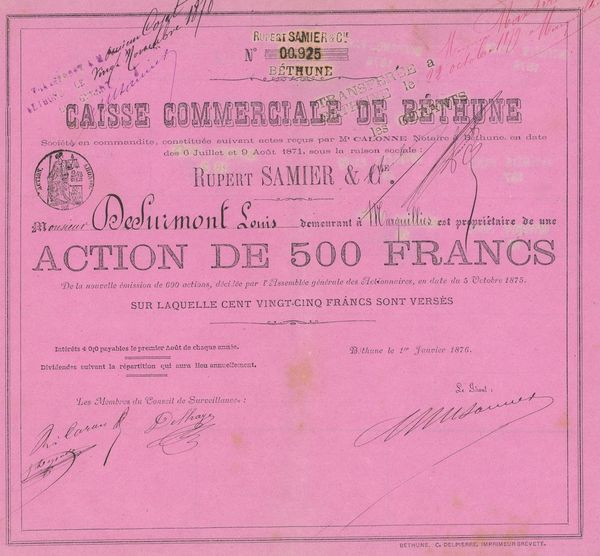 RUPERT SAMIER & Cie
N° 00.925
BÉTHUNE
TRANSFÉRÉE à
le
les GÉRANTS
CAISSE COMMERCIALE DE BÉTHUNE
Société en commandite, constituée suivant actes reçus par Me CALONNE Notaire à Béthune, en date
des 6 Juillet et 9 Août 1871, sous la raison sociale :
RUPERT SAMIER & Cie.
Monsieur Desurmont Louis demeurant à Marquillies est propriétaire de une
ACTION DE 500 FRANCS
De la nouvelle émission de 600 actions, décidée par l'Assemblée générale des Actionnaires, en date du 5 Octobre 1875.
SUR LAQUELLE CENT VINGT-CINQ FRANCS SONT VERSÉS
Intérêts 4 0/0 payables le premier Août de chaque année.
Béthune le 1er Janvier 1876.
Dividendes suivant la répartition qui aura lieu annuellement.
Le Gérant :
Les Membres du Conseil de Surveillance :
BÉTHUNE. C. DELPIERRE, IMPRIMEUR BREVETÉ.